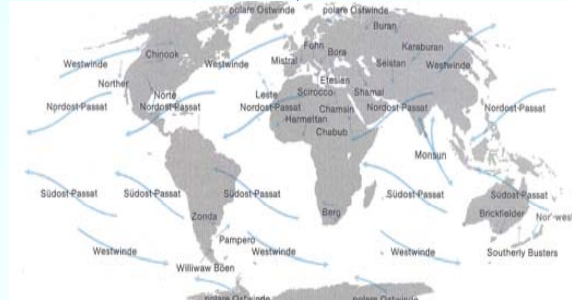 polare Ostwinde
polare Ostwinde
Buran
Chinook
Föhn
Bora
Karaburan
Westwinde
Westwinde
Mistral
Seistan
Westwinde
Norther
Etesian
Norte
Leste
Scirocco
Shamal
Nordost-Passat
Nordost-Passat
Nordost-Passat
Chamsin
Nordost-Passat
Nordost-Passat
Harmattan
Chabub
Monsun
Südost-Passat
Südost-Passat
Südost-Passat
Südost-Passat
Südost-Passat
Zonda
Berg
Brickfielder
Nor'west
Pampero
Westwinde
Westwinde
Westwinde
Southerly Busters
Williwaw Böen
polare Ostwinde
polare Ostwinde